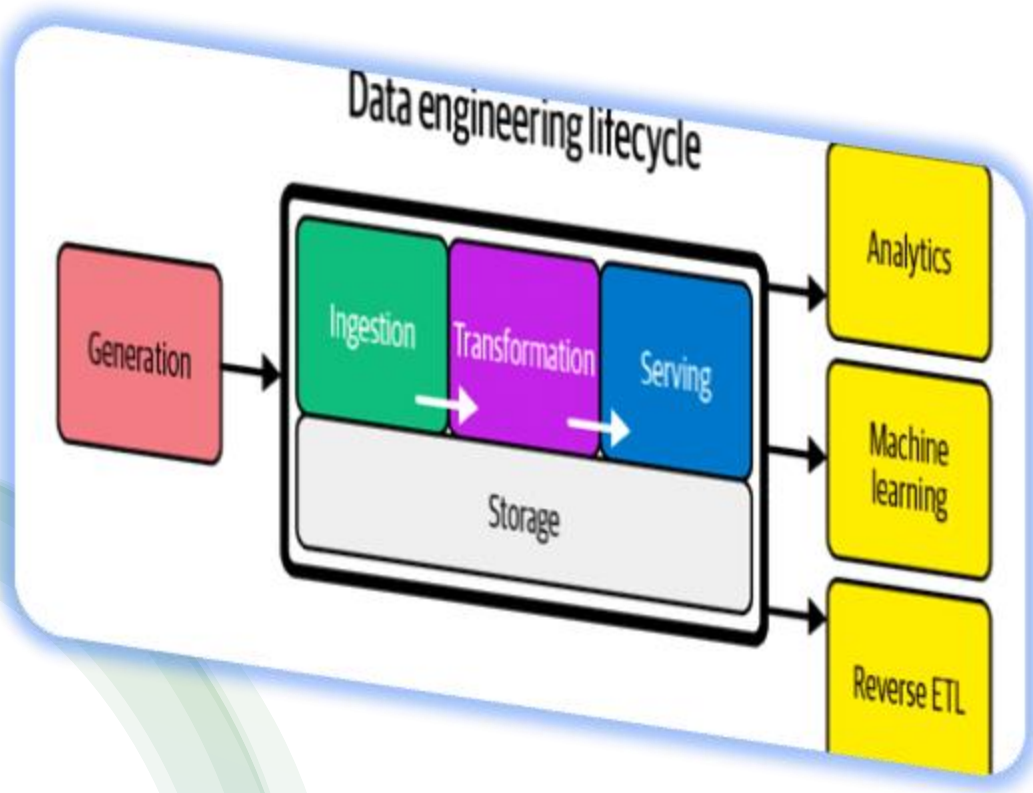 Data engineering lifecycle
Generation
Ingestion
Transformation
Serving
Storage
Analytics
Machine
learning
Reverse ETL